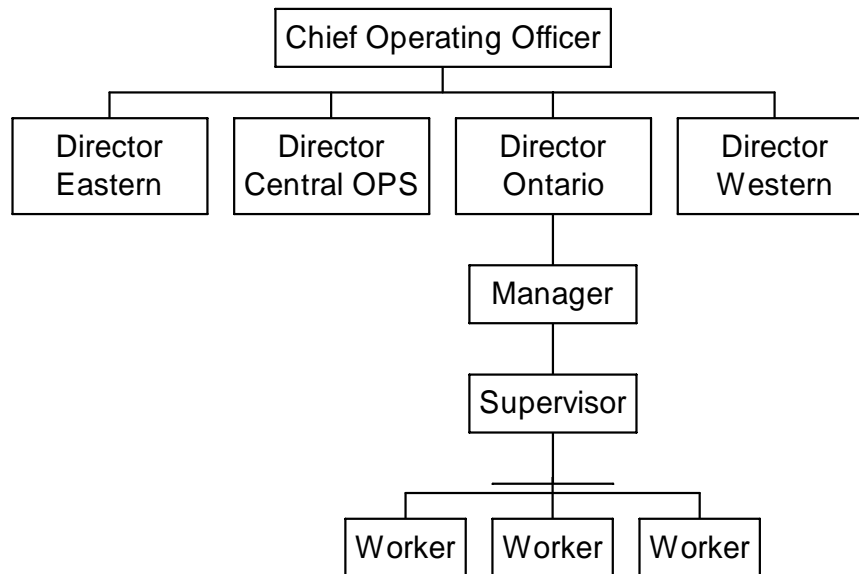 Chief Operating Officer
Director
Eastern
Director
Central OPS
Director
Ontario
Director
Western
Manager
Supervisor
Worker
Worker
Worker